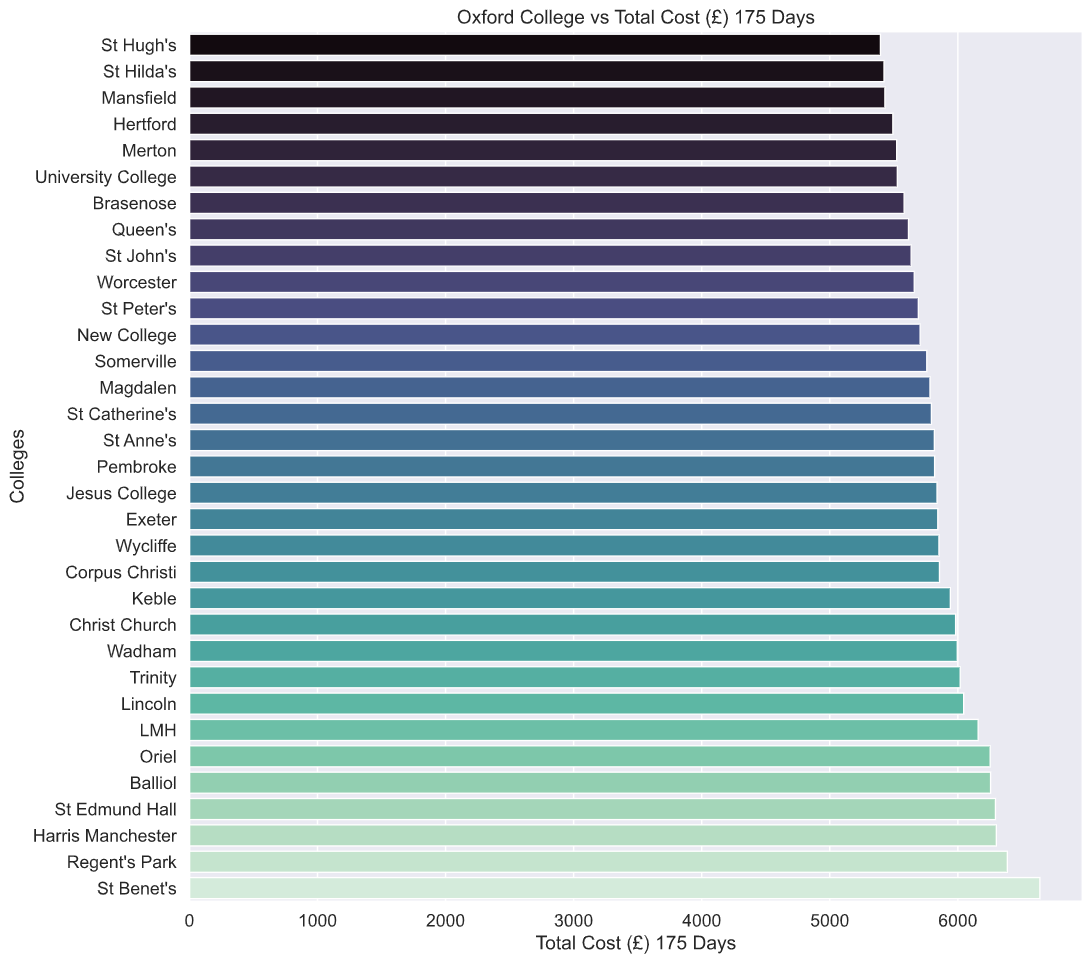 Oxford College vs Total Cost (£) 175 Days
St Hugh's
St Hilda's
Mansfield
Hertford
Merton
University College
Brasenose
Queen's
St John's
Worcester
St Peter's
New College
Somerville
Magdalen
St Catherine's
St Anne's
Pembroke
Jesus College
Exeter
Wycliffe
Corpus Christi
Keble
Christ Church
Wadham
Trinity
Lincoln
LMH
Oriel
Balliol
St Edmund Hall
Harris Manchester
Regent's Park
St Benet's
Colleges
0 1000 2000 3000 4000 5000 6000
Total Cost (£) 175 Days